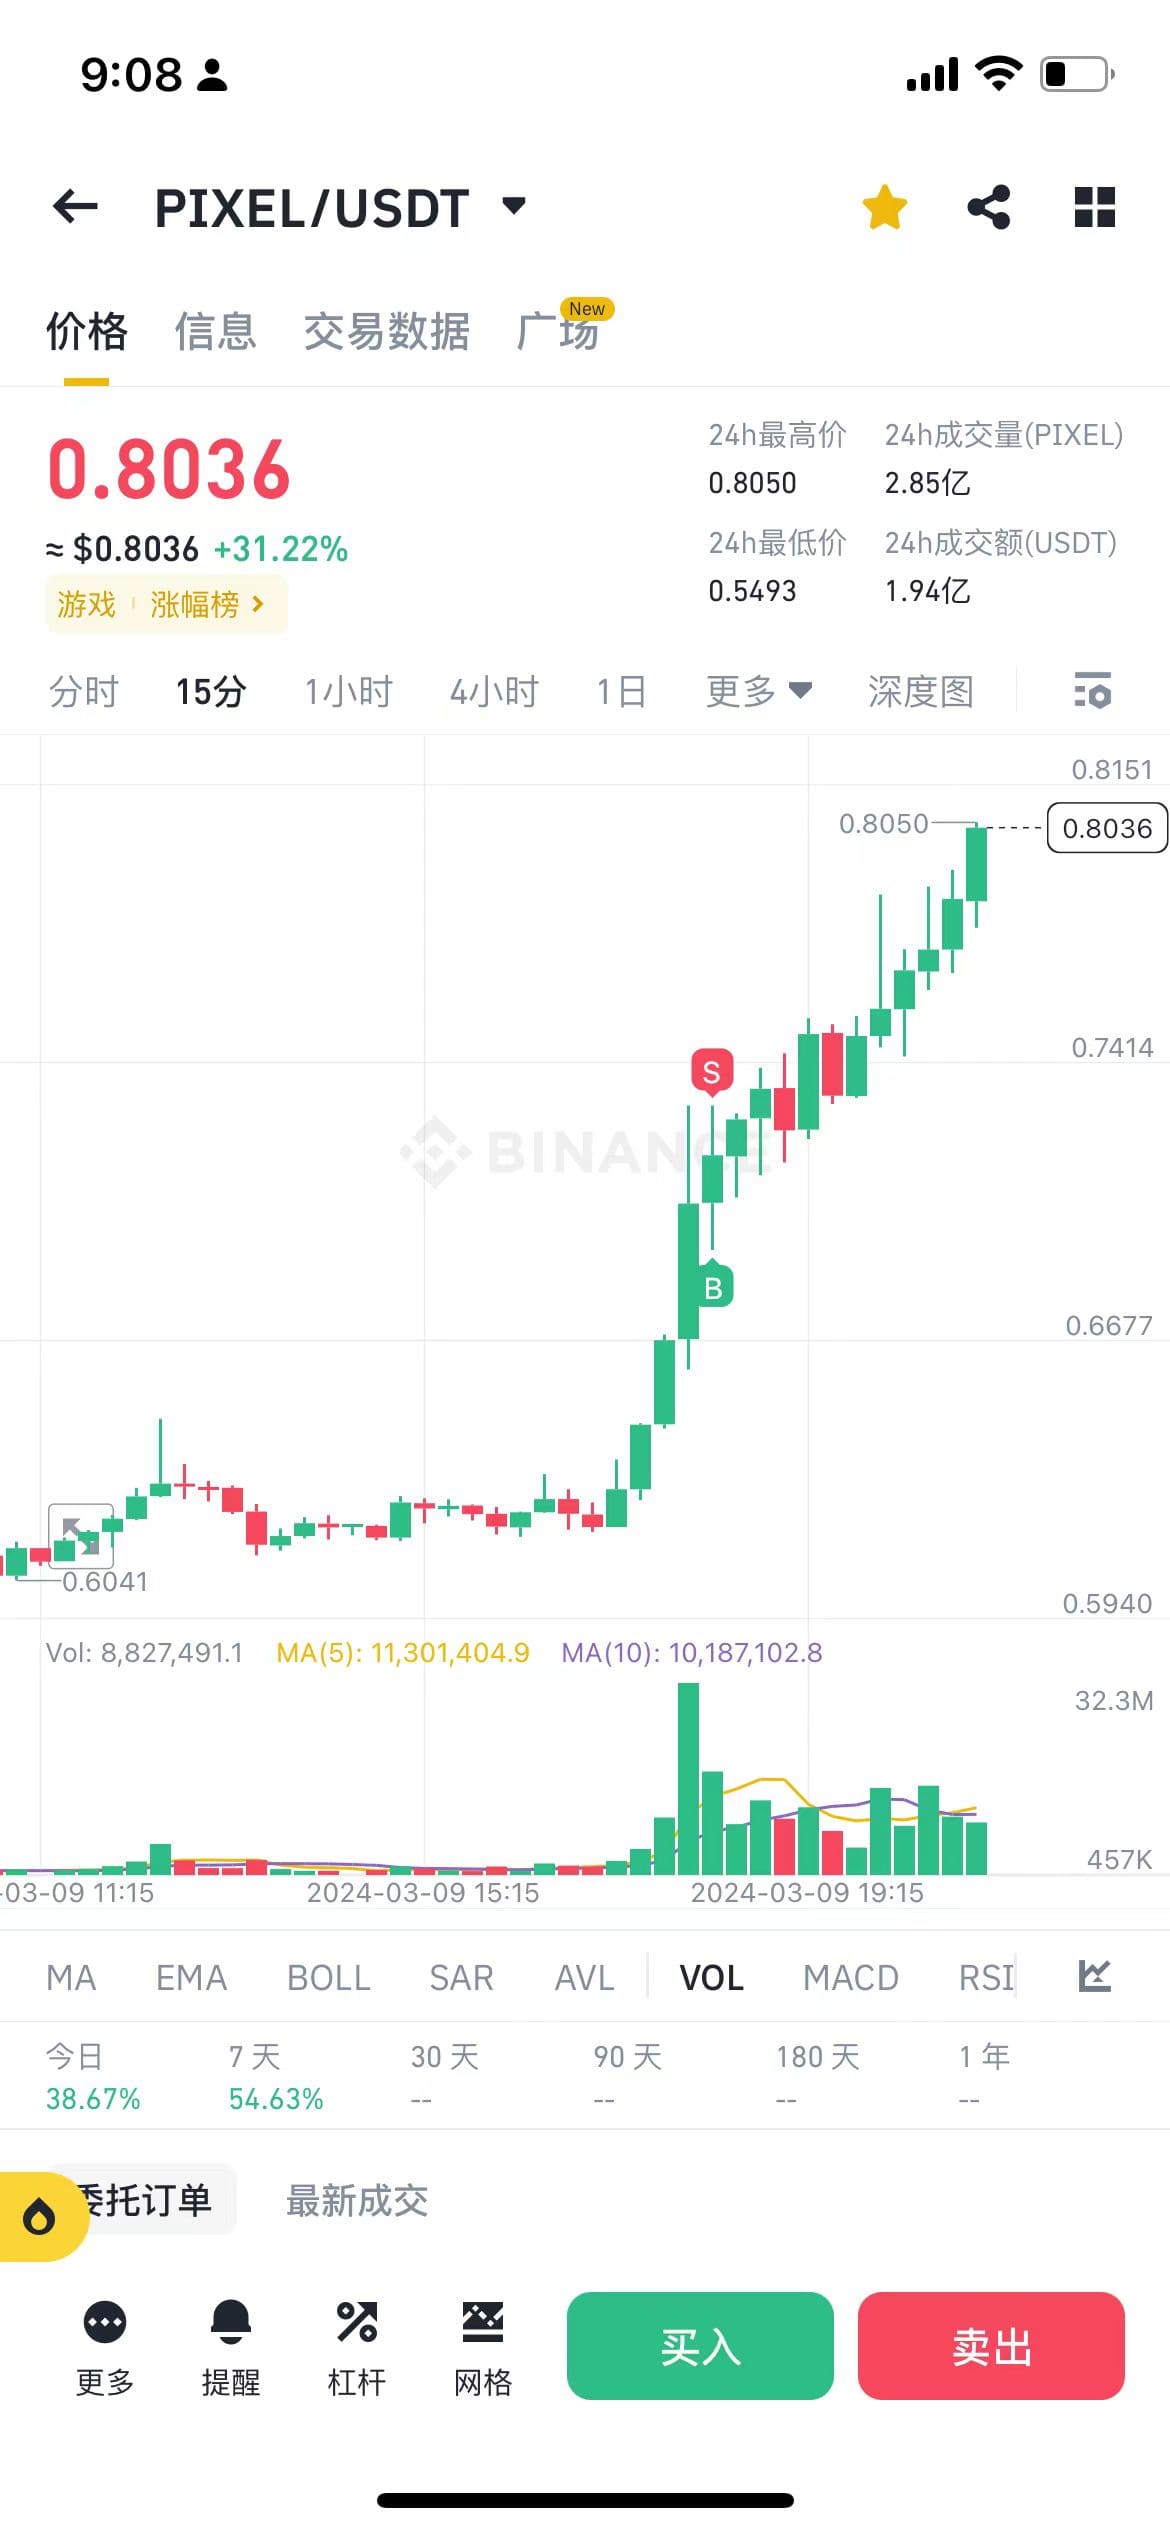 9:08
PIXEL/USDT
价格 信息 交易数据 广场 New
0.8036
≈ $0.8036 +31.22%
游戏 涨幅榜
24h最高价 24h成交量(PIXEL)
0.8050 2.85亿
24h最低价 24h成交额(USDT)
0.5493 1.94亿
分时 15分 1小时 4小时 1日 更多 深度图
0.8151
0.8050 0.8036
0.7414
S
BINANCE
B
0.6677
0.6041
0.5940
Vol: 8,827,491.1 MA(5): 11,301,404.9 MA(10): 10,187,102.8
32.3M
457K
-03-09 11:15 2024-03-09 15:15 2024-03-09 19:15
MA EMA BOLL SAR AVL VOL MACD RSI
今日 7 天 30 天 90 天 180 天 1 年
38.67% 54.63% -- -- -- --
委托订单 最新成交
更多 提醒 杠杆 网格 买入 卖出